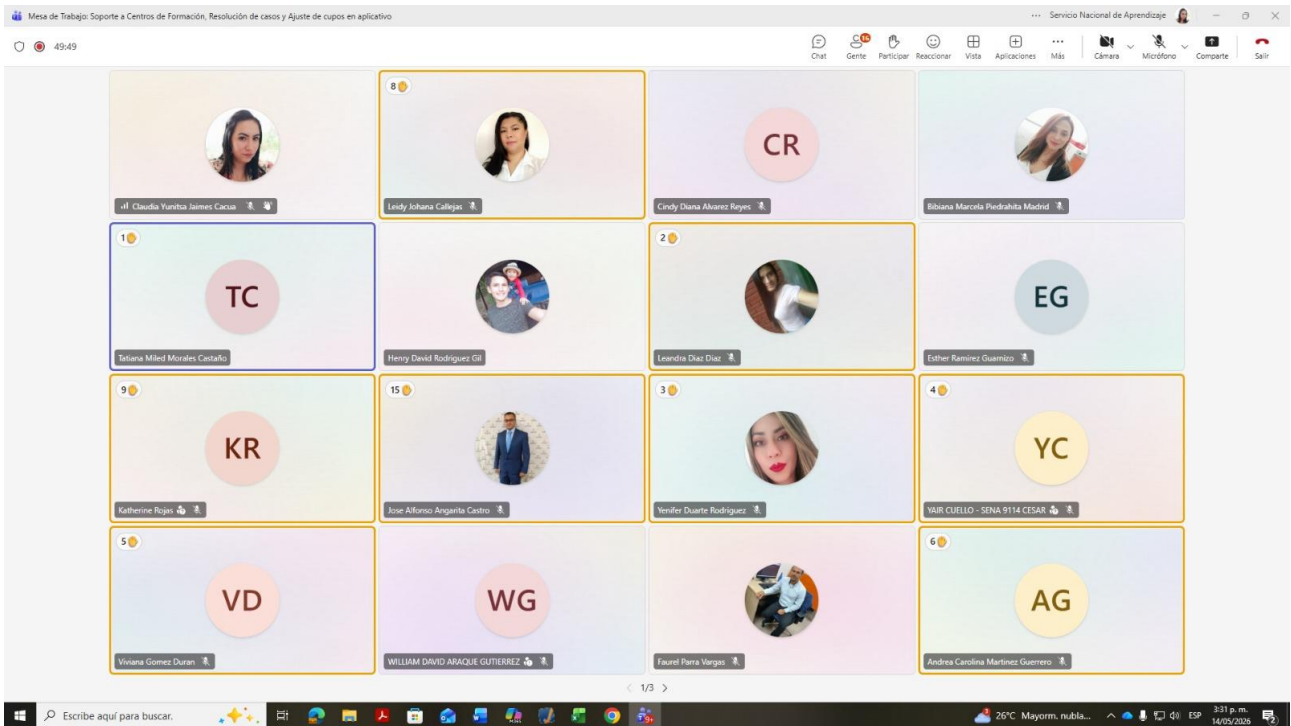 Mesa de Trabajo: Soporte a Centros de Formación, Resolución de casos y Ajuste de cupos en aplicativo
Servicio Nacional de Aprendizaje
49:49
16
Chat Gente Participar Reaccionar Vista Aplicaciones Más Cámara Micrófono Comparte Salir
8
CR
Claudia Yunitsa Jaimes Cacua
Leidy Johana Callejas
Cindy Diana Alvarez Reyes
Bibiana Marcela Piedrahita Madrid
1
2
TC
EG
Tatiana Miled Morales Castaño
Henry David Rodriguez Gil
Leandra Diaz Diaz
Esther Ramirez Guarnizo
9
15
3
4
KR
YC
Katherine Rojas
Jose Alfonso Angarita Castro
Yenifer Duarte Rodriguez
YAIR CUELLO - SENA 9114 CESAR
5
6
VD
WG
AG
Viviana Gomez Duran
WILLIAM DAVID ARAQUE GUTIERREZ
Faurel Parra Vargas
Andrea Carolina Martinez Guerrero
1/3
Escribe aquí para buscar.
26°C Mayorm. nubla...
ESP
3:31 p. m.
14/05/2026